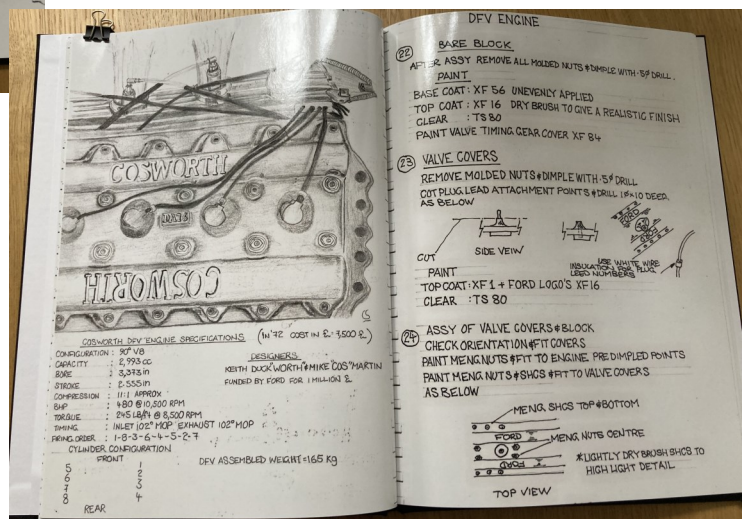 COSWORTH
COSWORTH
COSWORTH DFV ENGINE SPECIFICATIONS (IN '72 COST IN £ = 7,500 £)
CONFIGURATION : 90° V8
CAPACITY : 2,993cc
BORE : 3,373in
STROKE : 2.555in
COMPRESSION : 11:1 APPROX
BHP : 480 @ 10,500 RPM
TORQUE : 245 LB/ft @ 8,500 RPM
TIMING : INLET 102° MOP EXHAUST 102° MOP
FIRING ORDER : 1-8-3-6-4-5-2-7
CYLINDER CONFIGURATION
FRONT
5 1
6 2
7 3
8 4
REAR
DESIGNERS
KEITH DUCK"WORTH & MIKE "COS" MARTIN
FUNDED BY FORD FOR 1 MILLION £
DFV ASSEMBLED WEIGHT = 165 Kg
DFV ENGINE
22 BARE BLOCK
AFTER ASSY REMOVE ALL MOLDED NUTS & DIMPLE WITH ·5ø DRILL.
PAINT
BASE COAT: XF 56 UNEVENLY APPLIED
TOP COAT: XF 16 DRY BRUSH TO GIVE A REALISTIC FINISH
CLEAR : TS 80
PAINT VALVE TIMING GEAR COVER XF 84
23 VALVE COVERS
REMOVE MOLDED NUTS & DIMPLE WITH ·5ø DRILL
CUT PLUG LEAD ATTACHMENT POINTS & DRILL 1ø x 10 DEEP.
AS BELOW
FORD
FORD
CUT
SIDE VEIW
USE WHITE WIRE
INSULATION FOR PLUG
LEED NUMBERS
PAINT
TOP COAT: XF 1 + FORD LOGO'S XF16
CLEAR : TS 80
24 ASSY OF VALVE COVERS & BLOCK
CHECK ORIENTATION & FIT COVERS
PAINT MENG NUTS & FIT TO ENGINE PRE DIMPLED POINTS
PAINT MENG NUTS & SHCS & FIT TO VALVE COVERS
AS BELOW
MENG SHCS TOP & BOTTOM
FORD
MENG NUTS CENTRE
FORD
*LIGHTLY DRY BRUSH SHCS TO
HIGH LIGHT DETAIL
TOP VIEW